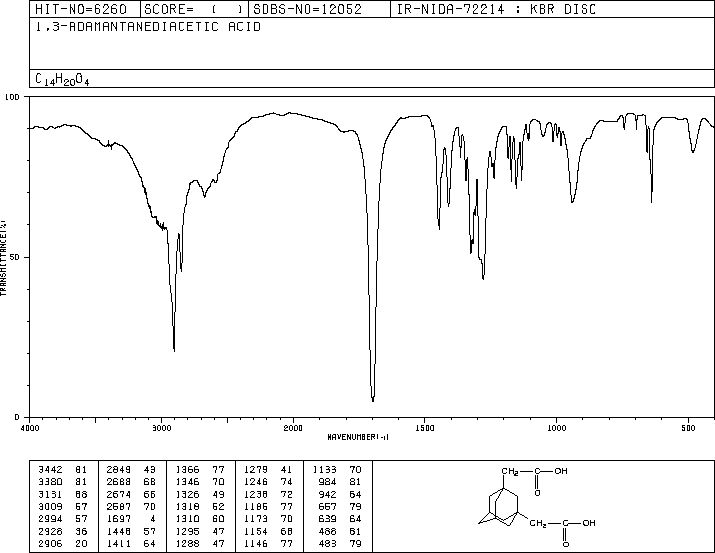 HIT-NO=6260 SCORE= ( ) SDBS-NO=12052 IR-NIDA-72214 : KBR DISC
1,3-ADAMANTANEDIACETIC ACID
C14H20O4
100
50
0
TRANSMITTANCE(%)
4000 3000 2000 1500 1000 500
WAVENUMBER(-1)
3442 81 2849 43 1366 77 1279 41 1133 70
3380 81 2688 66 1346 70 1246 74 984 81
3131 68 2674 66 1326 49 1238 72 942 64
3009 57 2587 70 1318 52 1186 77 657 79
2994 57 1697 4 1310 60 1173 70 639 64
2928 36 1448 57 1295 47 1154 68 486 81
2906 20 1411 64 1288 47 1146 77 483 79
CH2 C OH
O
CH2 C OH
O